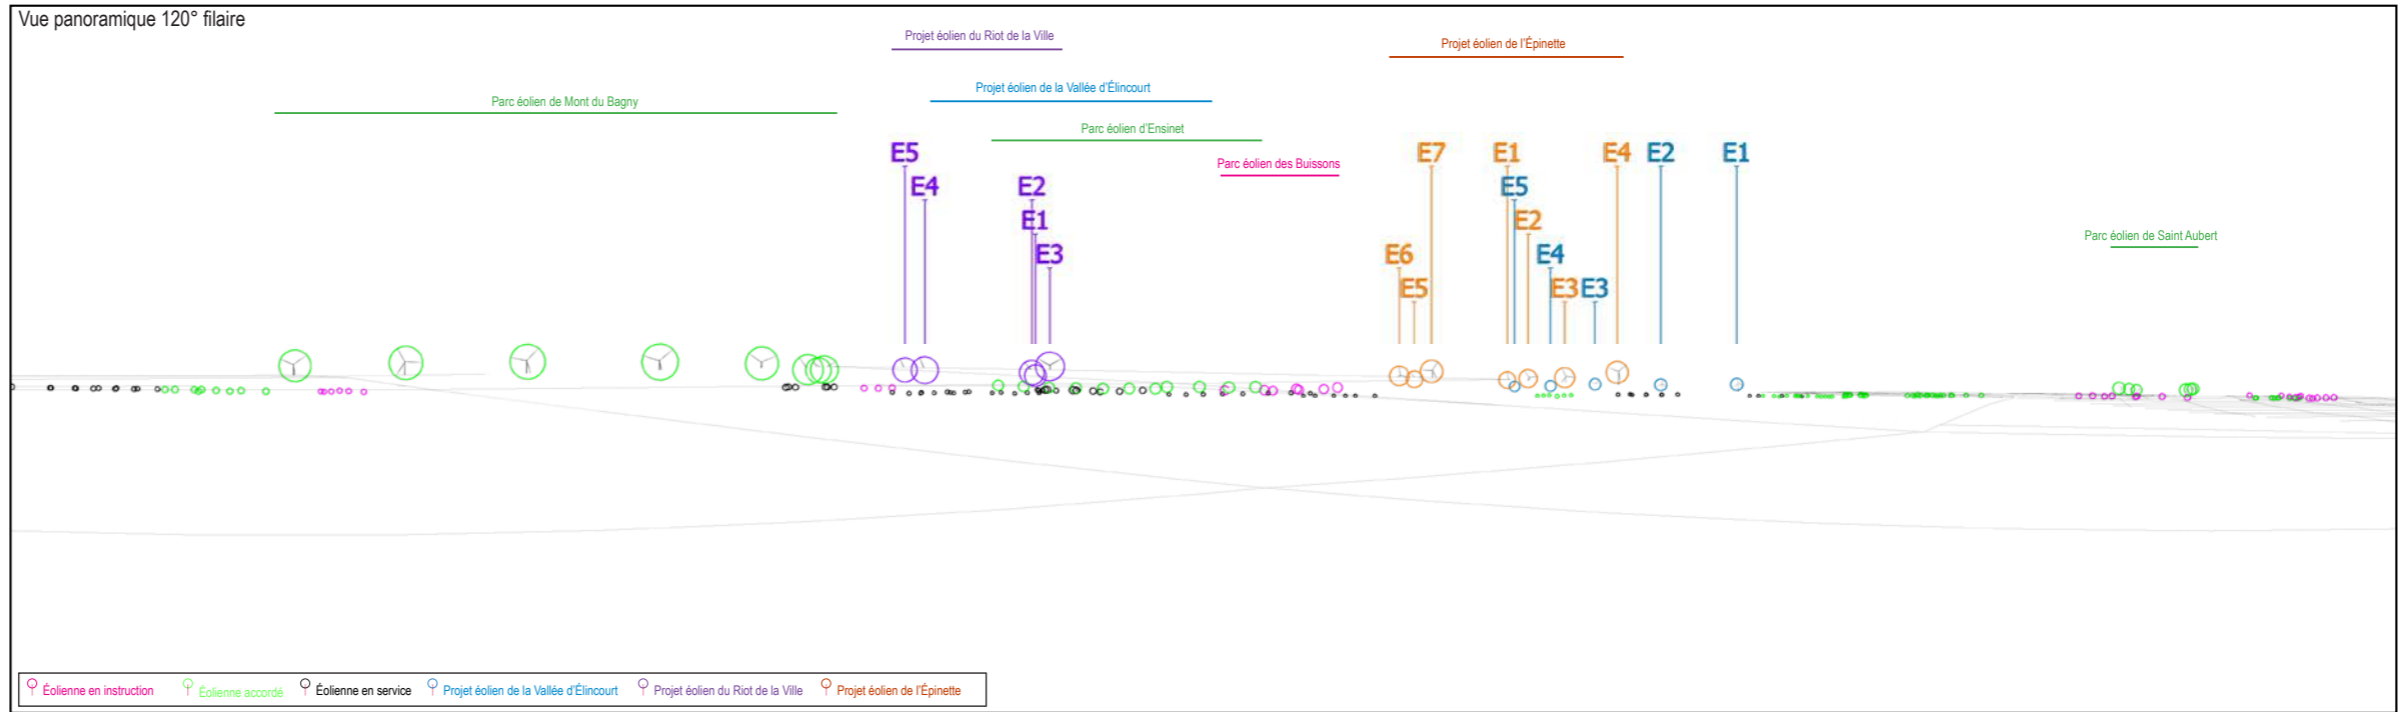 Vue panoramique 120° filaire
Projet éolien du Riot de la Ville
Projet éolien de l'Épinette
Projet éolien de la Vallée d'Élincourt
Parc éolien de Mont du Bagny
Parc éolien d'Ensinet
Parc éolien des Buissons
E5 E7 E1 E4 E2 E1
E4 E2 E5
E1 E2
E3 E6 E4
E5 E3 E3
Parc éolien de Saint Aubert
Éolienne en instruction Éolienne accordé Éolienne en service Projet éolien de la Vallée d'Élincourt Projet éolien du Riot de la Ville Projet éolien de l'Épinette